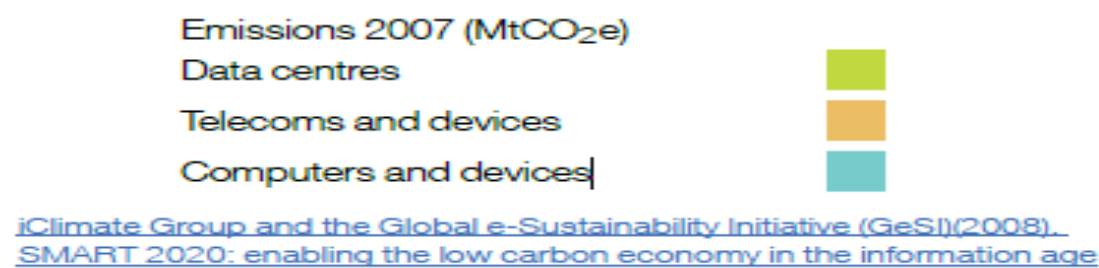 Emissions 2007 (MtCO₂e)
Data centres
Telecoms and devices
Computers and devices
iClimate Group and the Global e-Sustainability Initiative (GeSI)(2008).
SMART 2020: enabling the low carbon economy in the information age